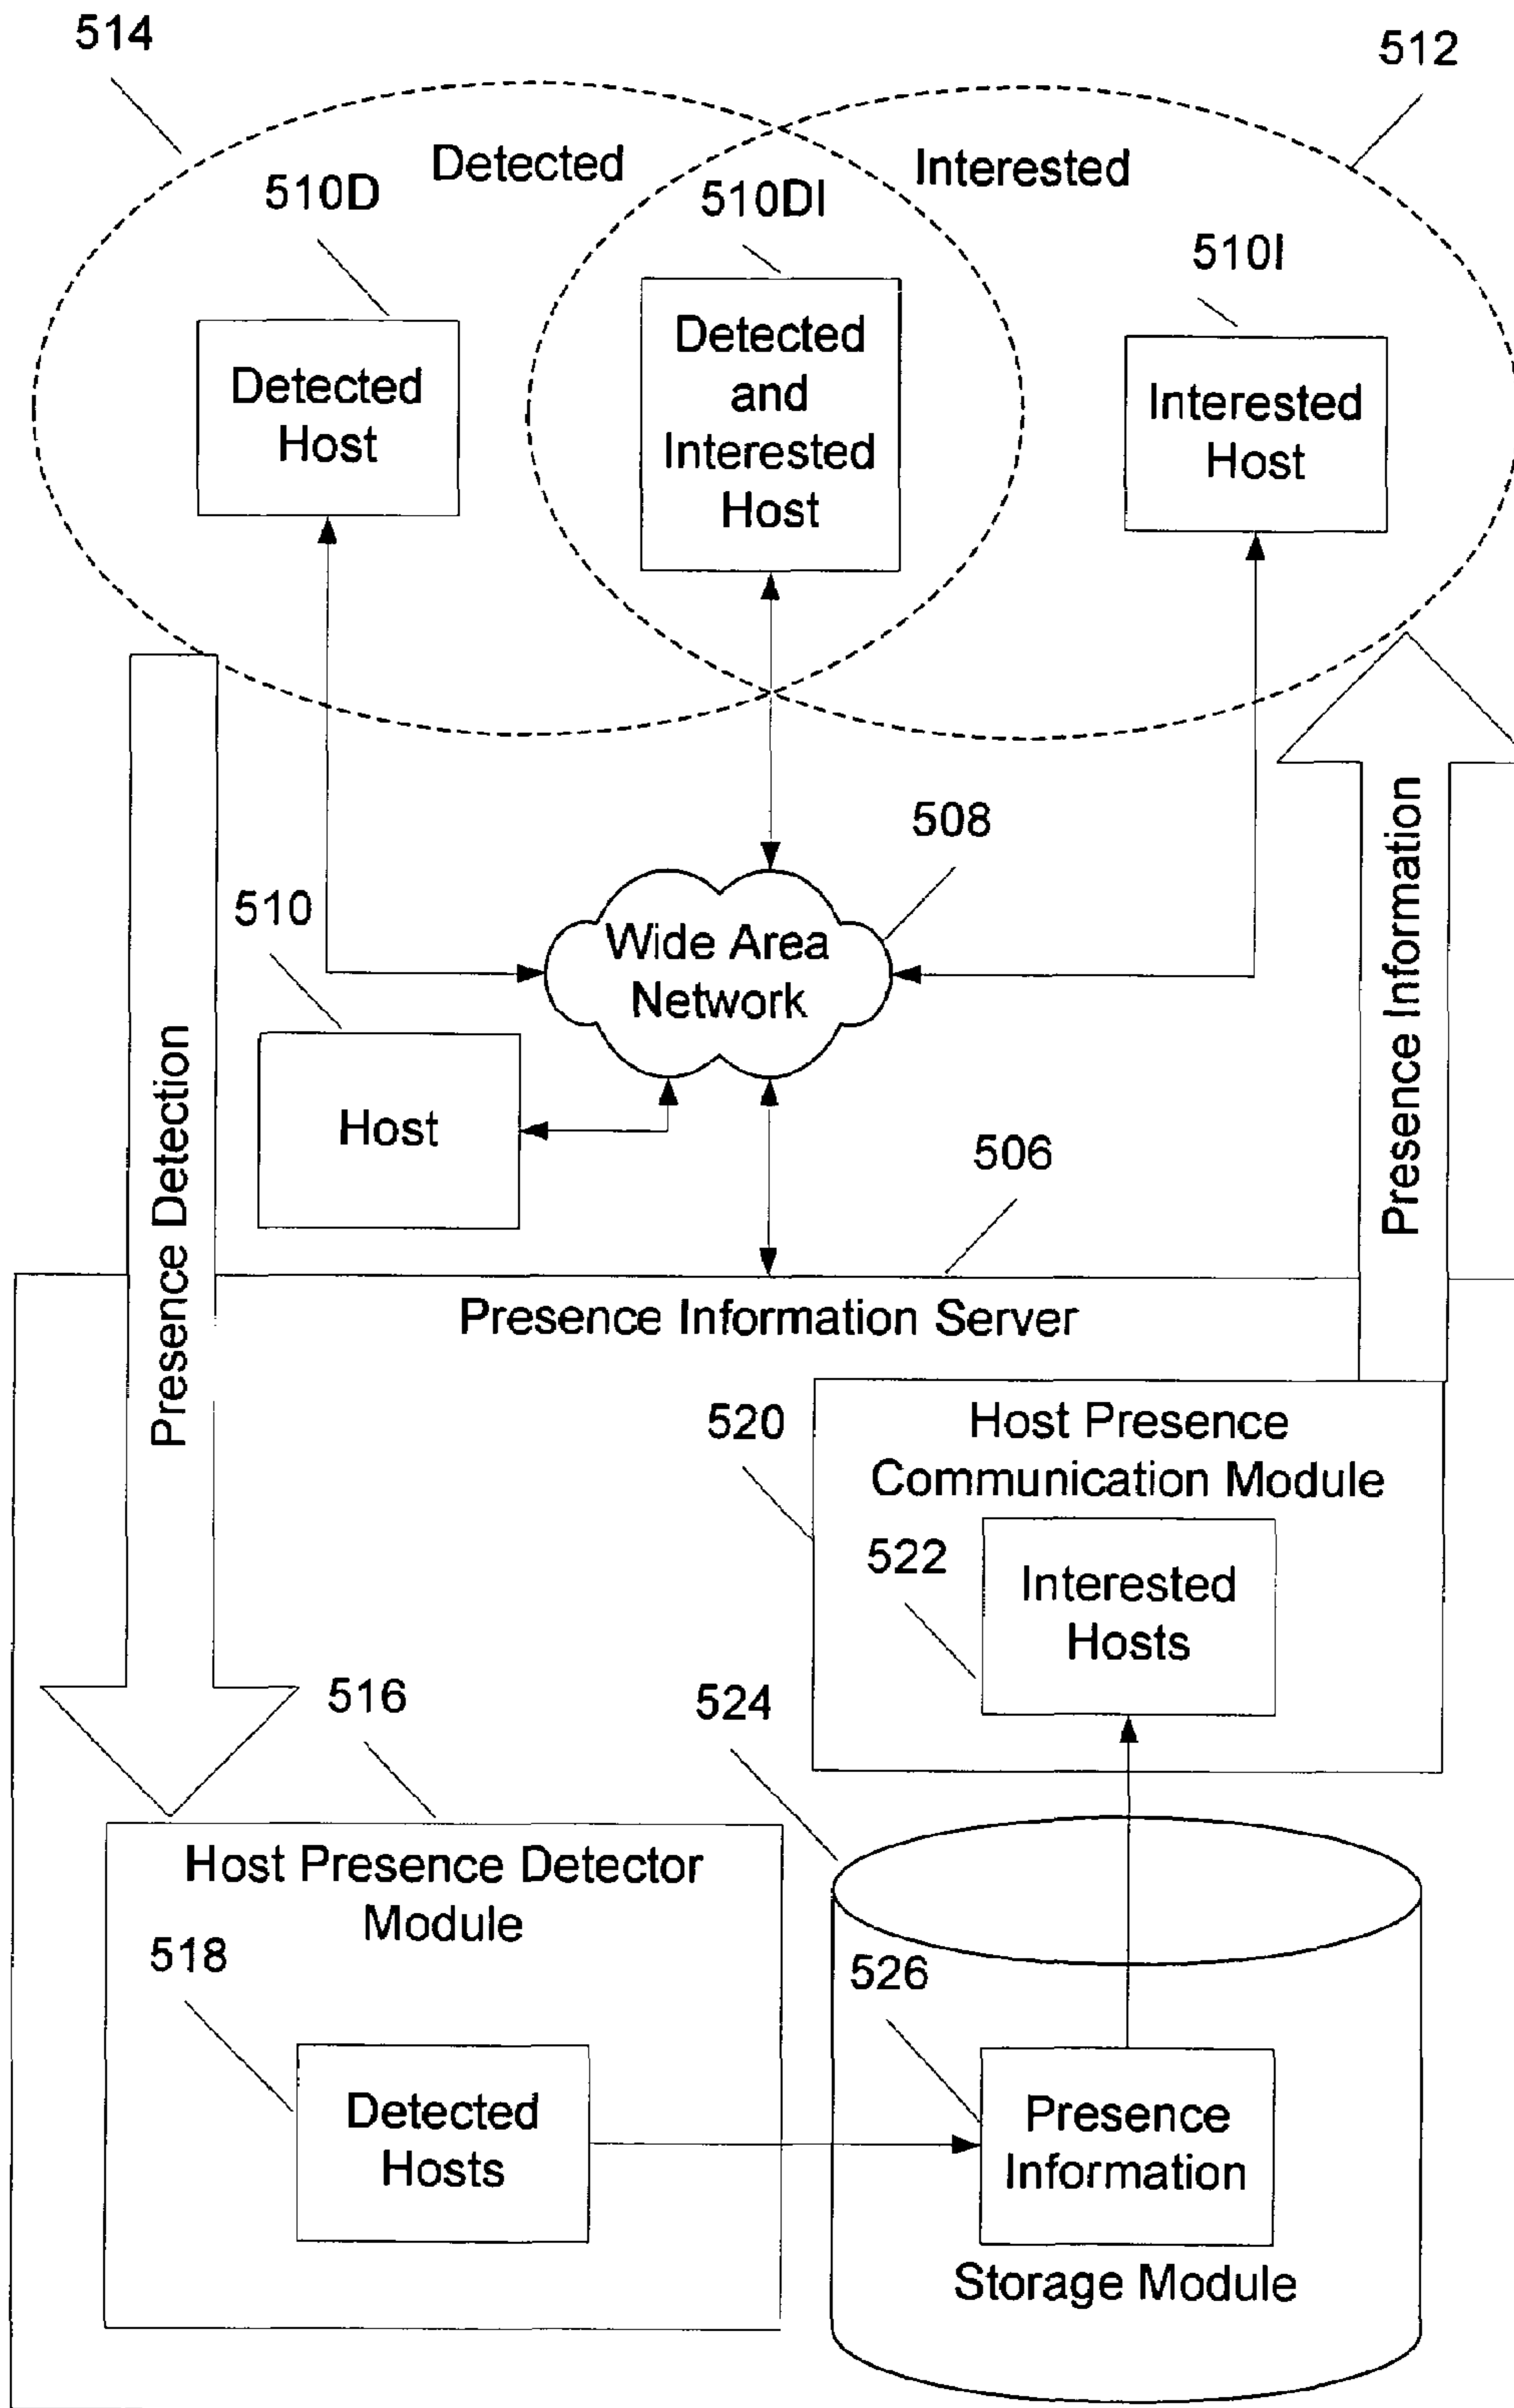 514
512
Detected
Interested
510D
510DI
510I
Detected
Host
Detected
and
Interested
Host
Interested
Host
508
510
Wide Area
Network
Host
Presence Detection
Presence Information
506
Presence Information Server
520
Host Presence
Communication Module
522
Interested
Hosts
516
524
Host Presence Detector
Module
518
526
Detected
Hosts
Presence
Information
Storage Module